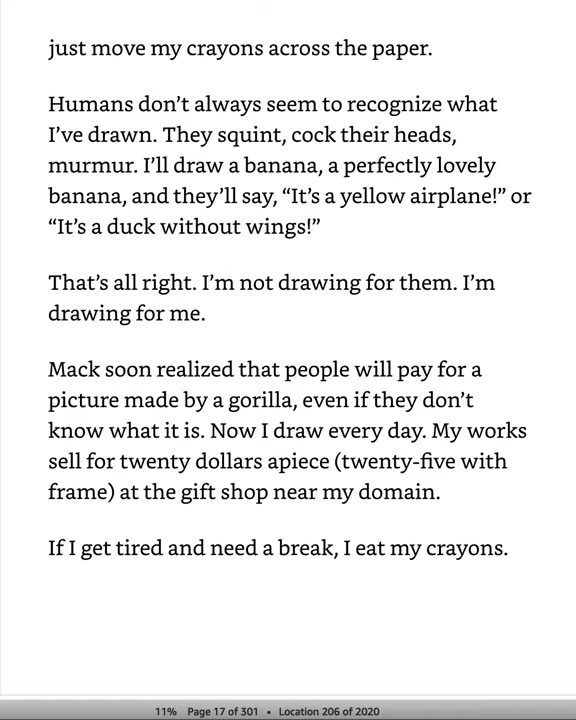 just move my crayons across the paper.
Humans don’t always seem to recognize what
I’ve drawn. They squint, cock their heads,
murmur. I’ll draw a banana, a perfectly lovely
banana, and they’ll say, “It’s a yellow airplane!” or
“It’s a duck without wings!”
That’s all right. I’m not drawing for them. I’m
drawing for me.
Mack soon realized that people will pay for a
picture made by a gorilla, even if they don’t
know what it is. Now I draw every day. My works
sell for twenty dollars apiece (twenty-five with
frame) at the gift shop near my domain.
If I get tired and need a break, I eat my crayons.
11% Page 17 of 301 • Location 206 of 2020